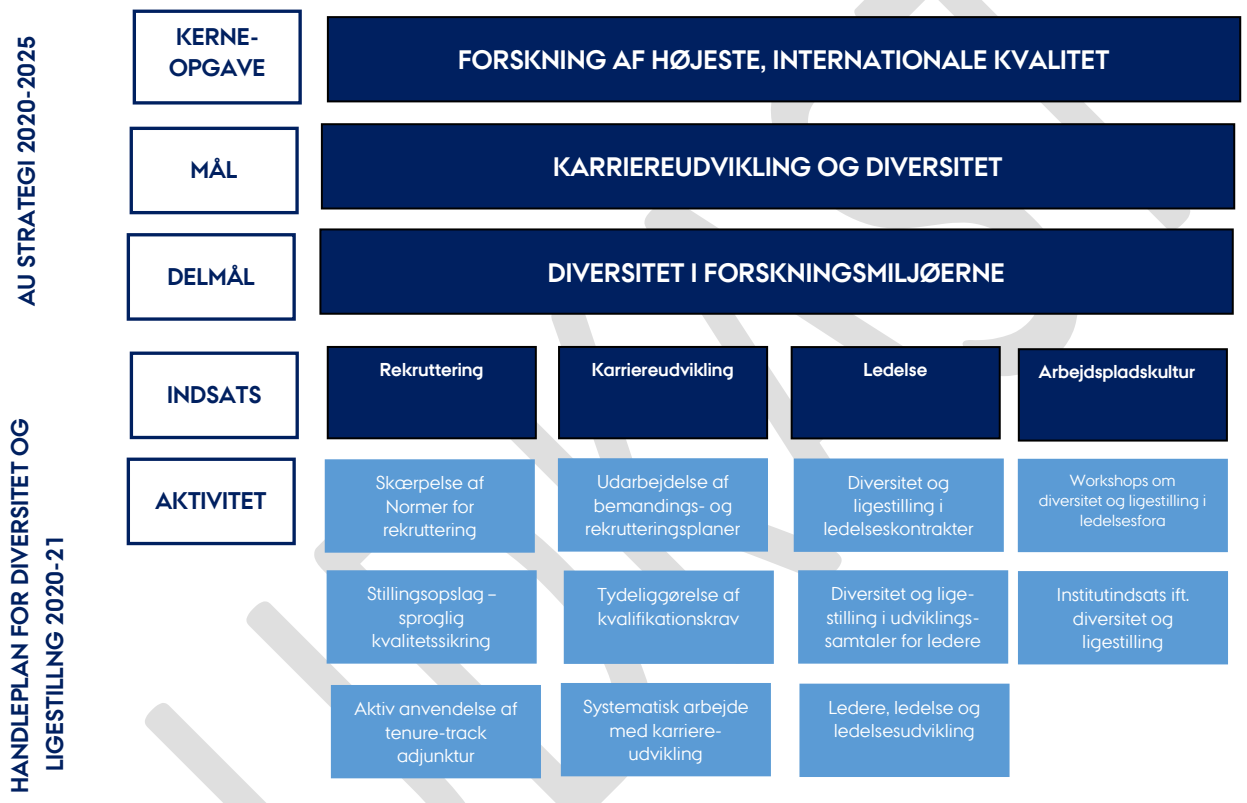 AU STRATEGI 2020-2025
KERNE-
OPGAVE
FORSKNING AF HØJESTE, INTERNATIONALE KVALITET
MÅL
KARRIEREUDVIKLING OG DIVERSITET
DELMÅL
DIVERSITET I FORSKNINGSMILJØERNE
HANDLEPLAN FOR DIVERSITET OG
LIGESTILLNG 2020-21
INDSATS
Rekruttering
Karriereudvikling
Ledelse
Arbejdspladskultur
AKTIVITET
Skærpelse af
Normer for
rekruttering
Udarbejdelse af
bemandings- og
rekrutteringsplaner
Diversitet og
ligestilling i
ledelseskontrakter
Workshops om
diversitet og ligestilling i
ledelsesfora
Stillingsopslag –
sproglig
kvalitetssikring
Tydeliggørelse af
kvalifikationskrav
Diversitet og lige-
stilling i udviklings-
samtaler for ledere
Institutindsats ift.
diversitet og
ligestilling
Aktiv anvendelse af
tenure-track
adjunktur
Systematisk arbejde
med karriere-
udvikling
Ledere, ledelse og
ledelsesudvikling